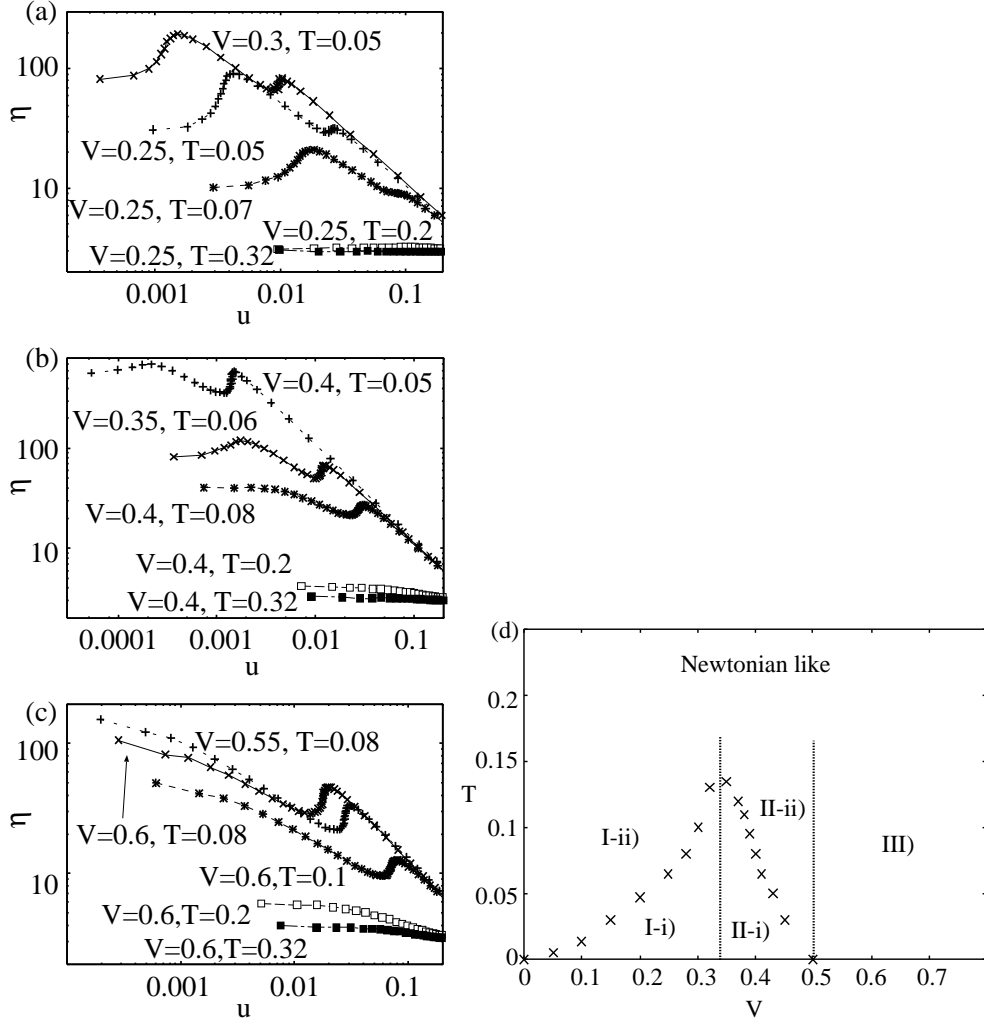 (a)
V=0.3, T=0.05
100
η
V=0.25, T=0.05
10
V=0.25, T=0.07
V=0.25, T=0.2
V=0.25, T=0.32
0.001 0.01 0.1
u
(b)
V=0.4, T=0.05
V=0.35, T=0.06
100
η
V=0.4, T=0.08
10
V=0.4, T=0.2
V=0.4, T=0.32
0.0001 0.001 0.01 0.1
u
(c)
100
V=0.55, T=0.08
η
V=0.6, T=0.08
10
V=0.6,T=0.1
V=0.6,T=0.2
V=0.6,T=0.32
0.001 0.01 0.1
u
(d)
Newtonian like
0.2
0.15
T
II-ii)
I-ii)
III)
0.1
0.05
I-i)
II-i)
0
0 0.1 0.2 0.3 0.4 0.5 0.6 0.7
V